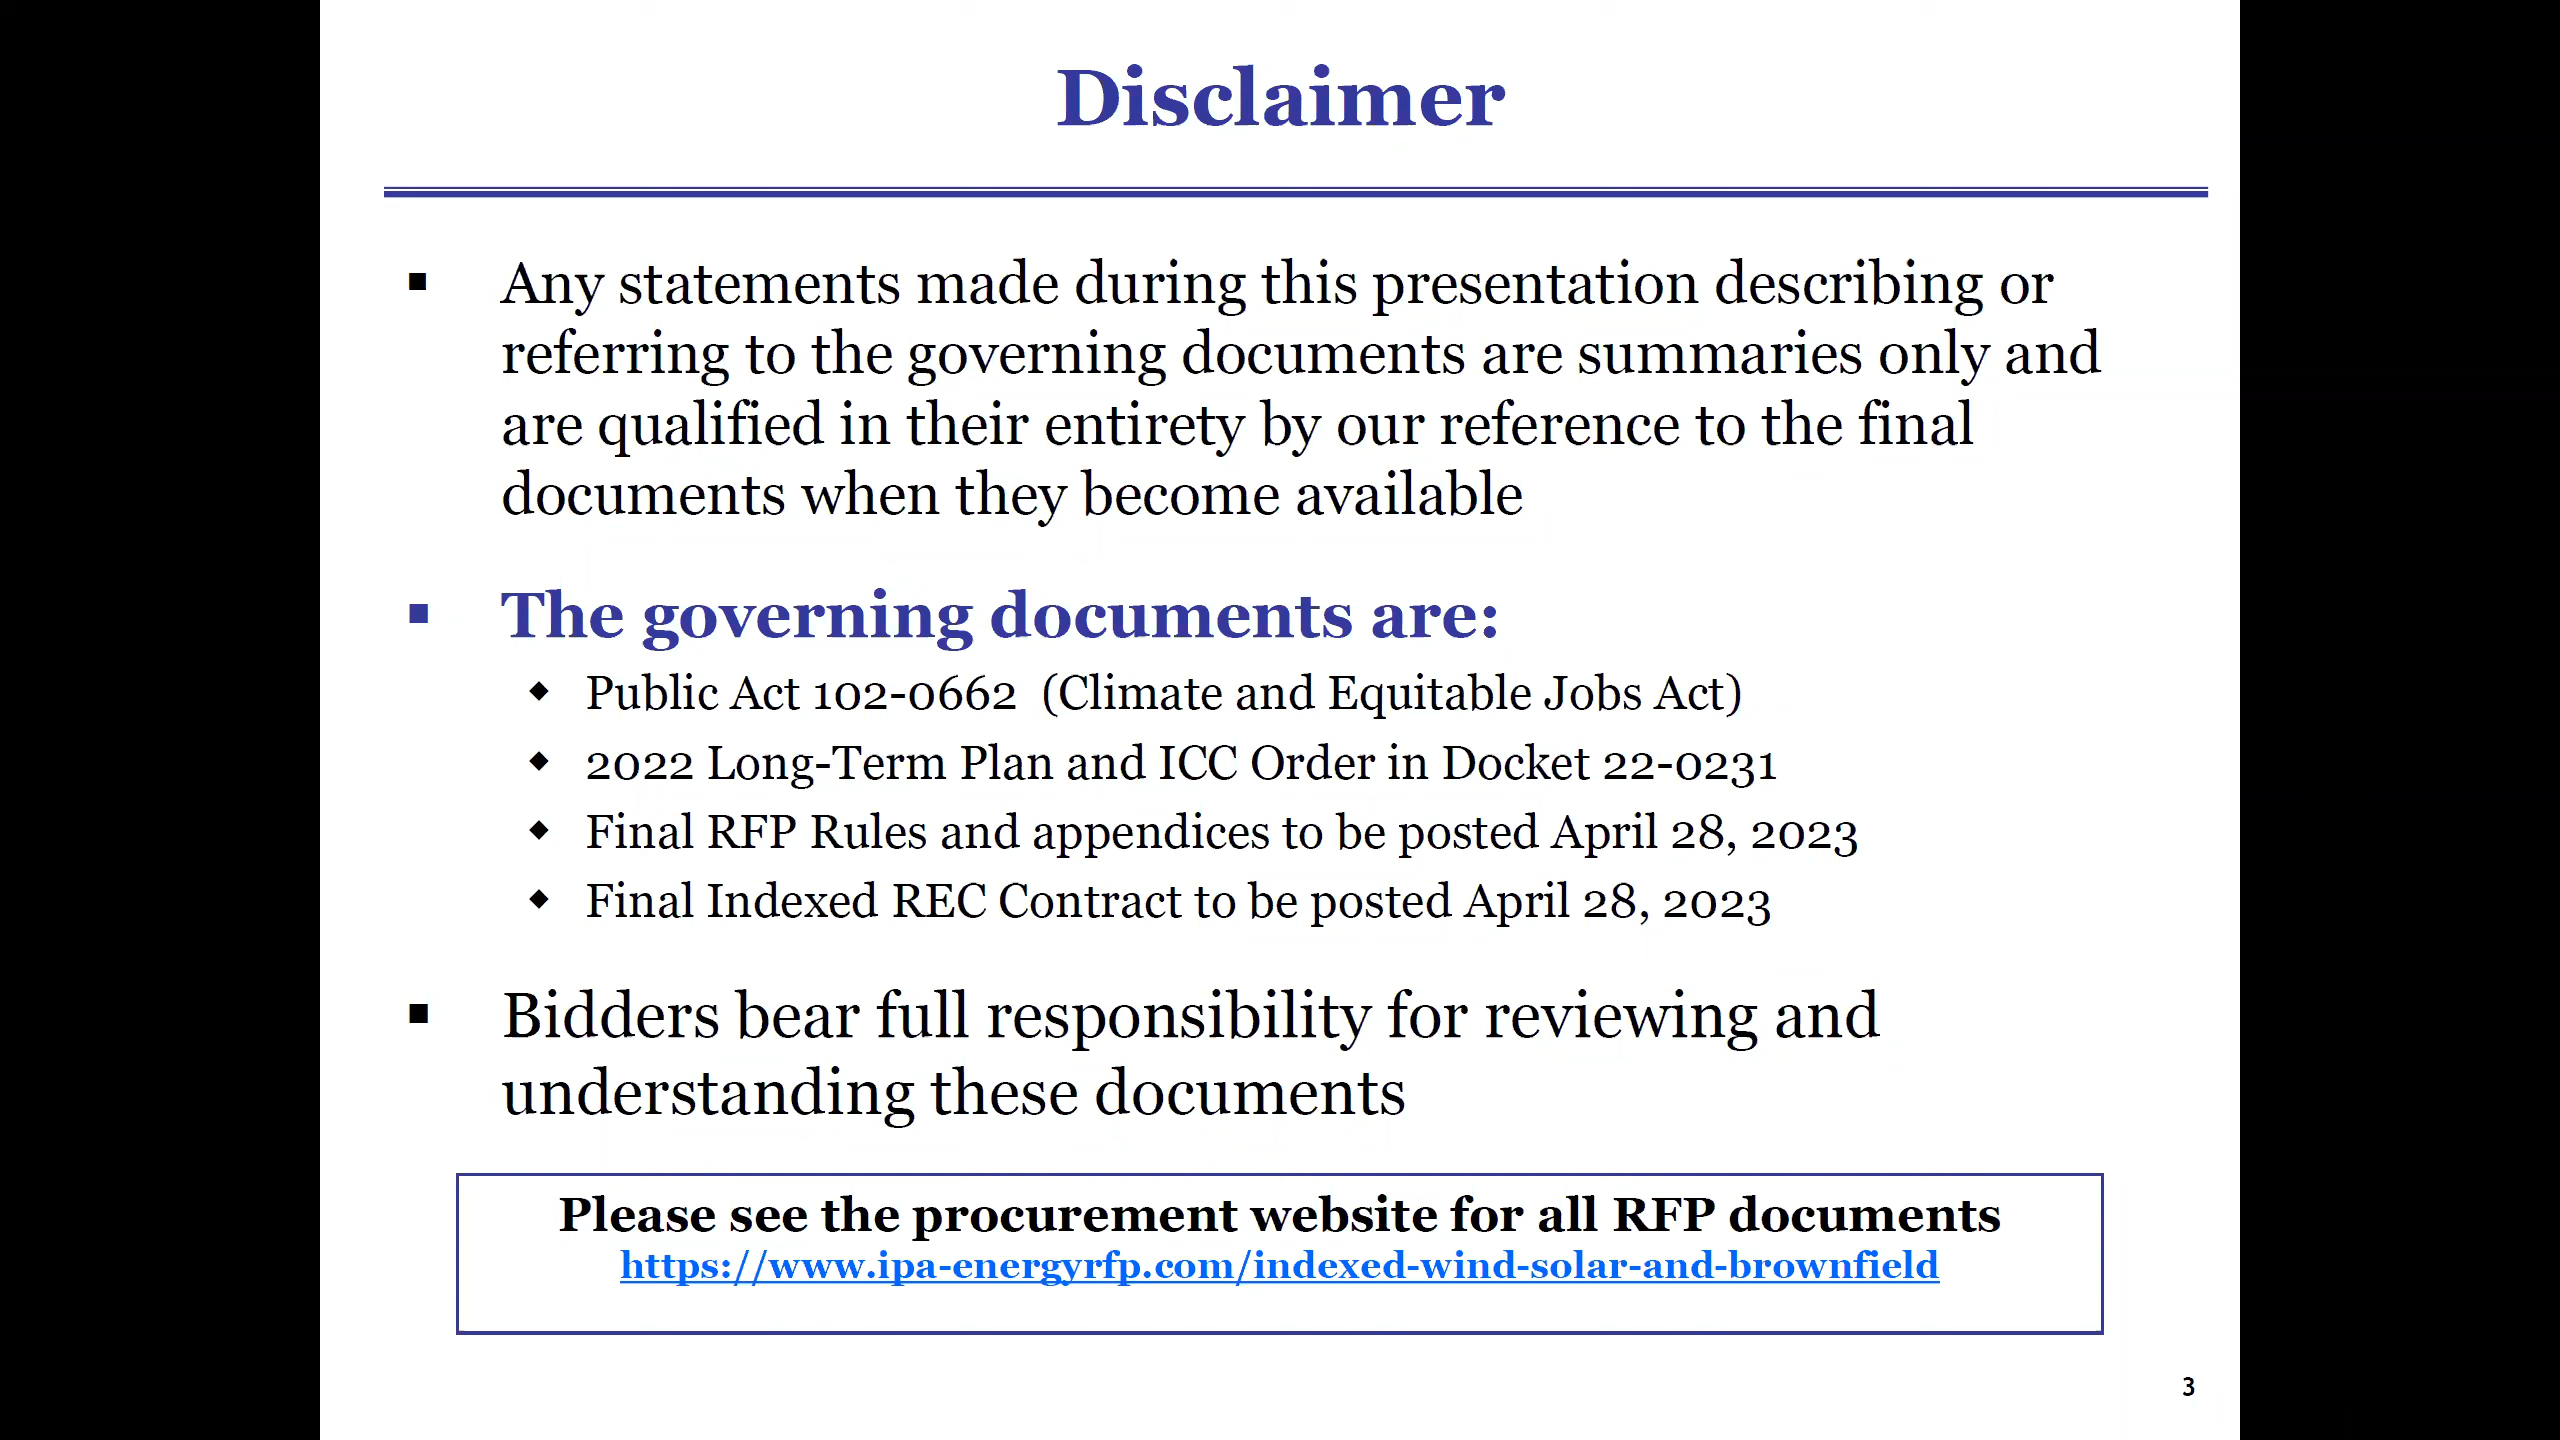 Disclaimer
▪ Any statements made during this presentation describing or
referring to the governing documents are summaries only and
are qualified in their entirety by our reference to the final
documents when they become available
▪ The governing documents are:
◆ Public Act 102-0662 (Climate and Equitable Jobs Act)
◆ 2022 Long-Term Plan and ICC Order in Docket 22-0231
◆ Final RFP Rules and appendices to be posted April 28, 2023
◆ Final Indexed REC Contract to be posted April 28, 2023
▪ Bidders bear full responsibility for reviewing and
understanding these documents
Please see the procurement website for all RFP documents
https://www.ipa-energyrfp.com/indexed-wind-solar-and-brownfield
3